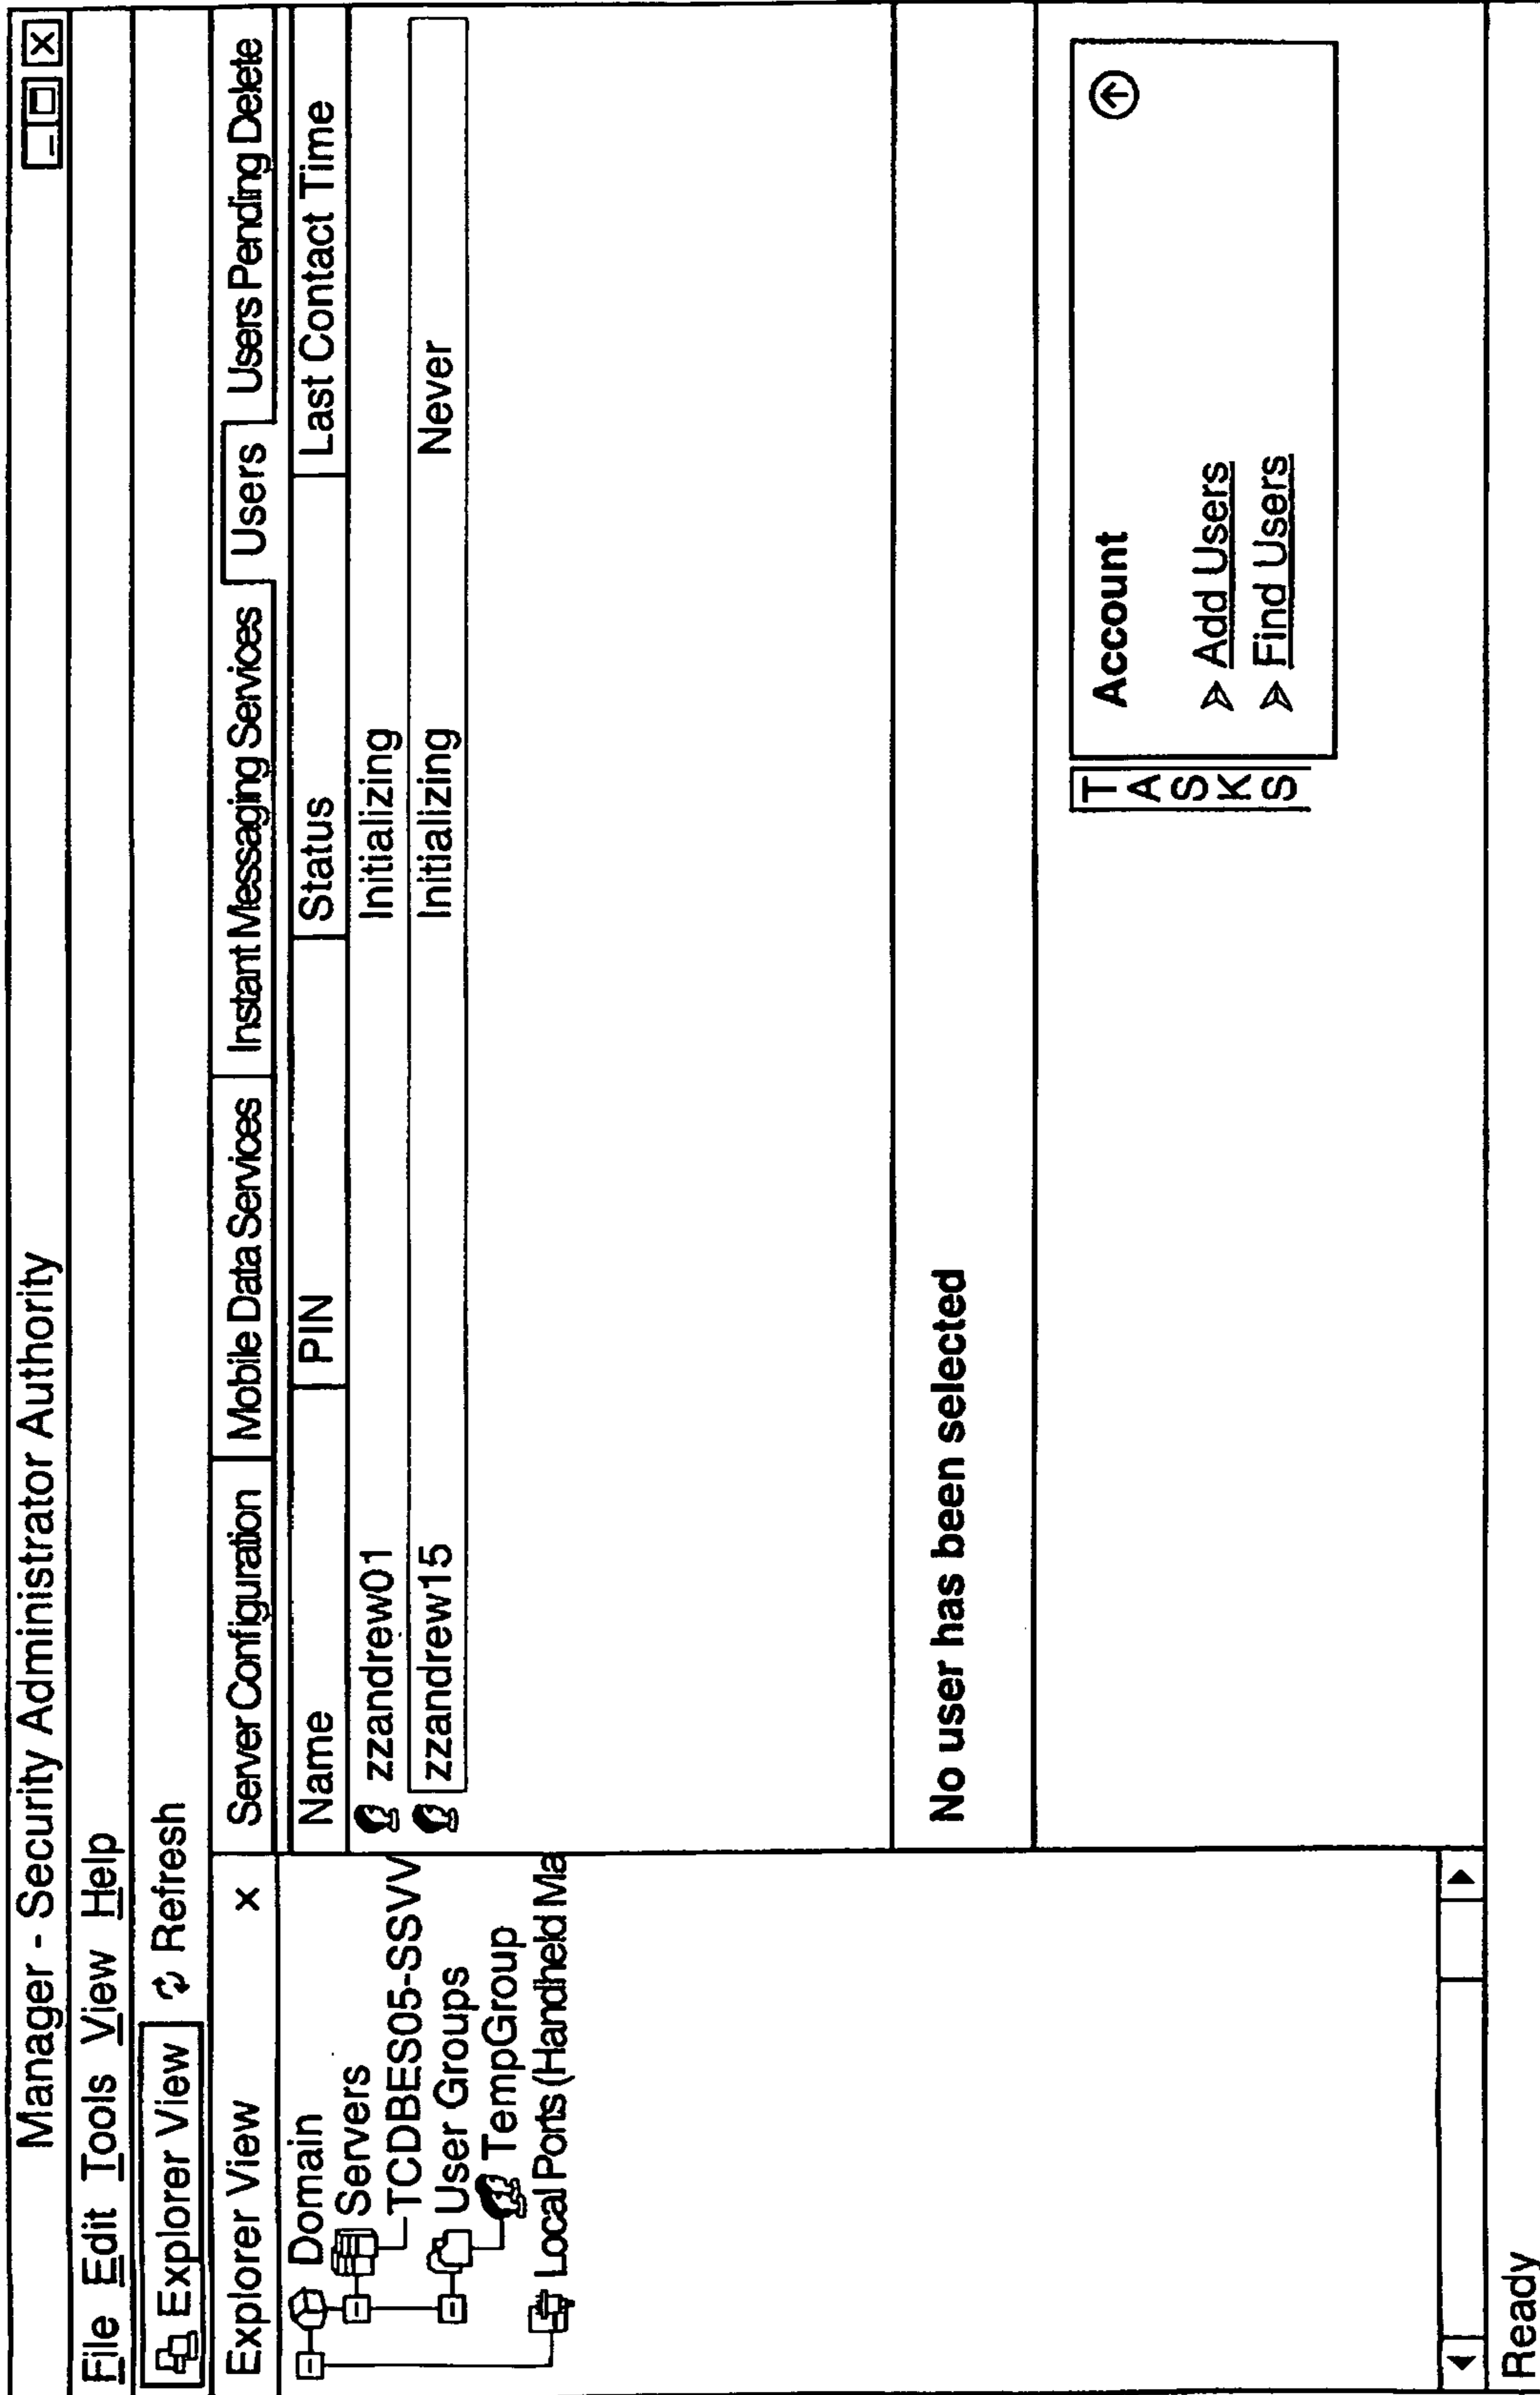 Manager - Security Administrator Authority
File Edit Tools View Help
Explorer View Refresh
Explorer View x
Domain
Servers
TCDBES05-SSVV
User Groups
TempGroup
Local Ports (Handheld Ma
Server Configuration Mobile Data Services Instant Messaging Services Users Users Pending Delete
Name PIN Status Last Contact Time
zzandrew01 Initializing
zzandrew15 Initializing Never
No user has been selected
TASKS
Account
Add Users
Find Users
Ready